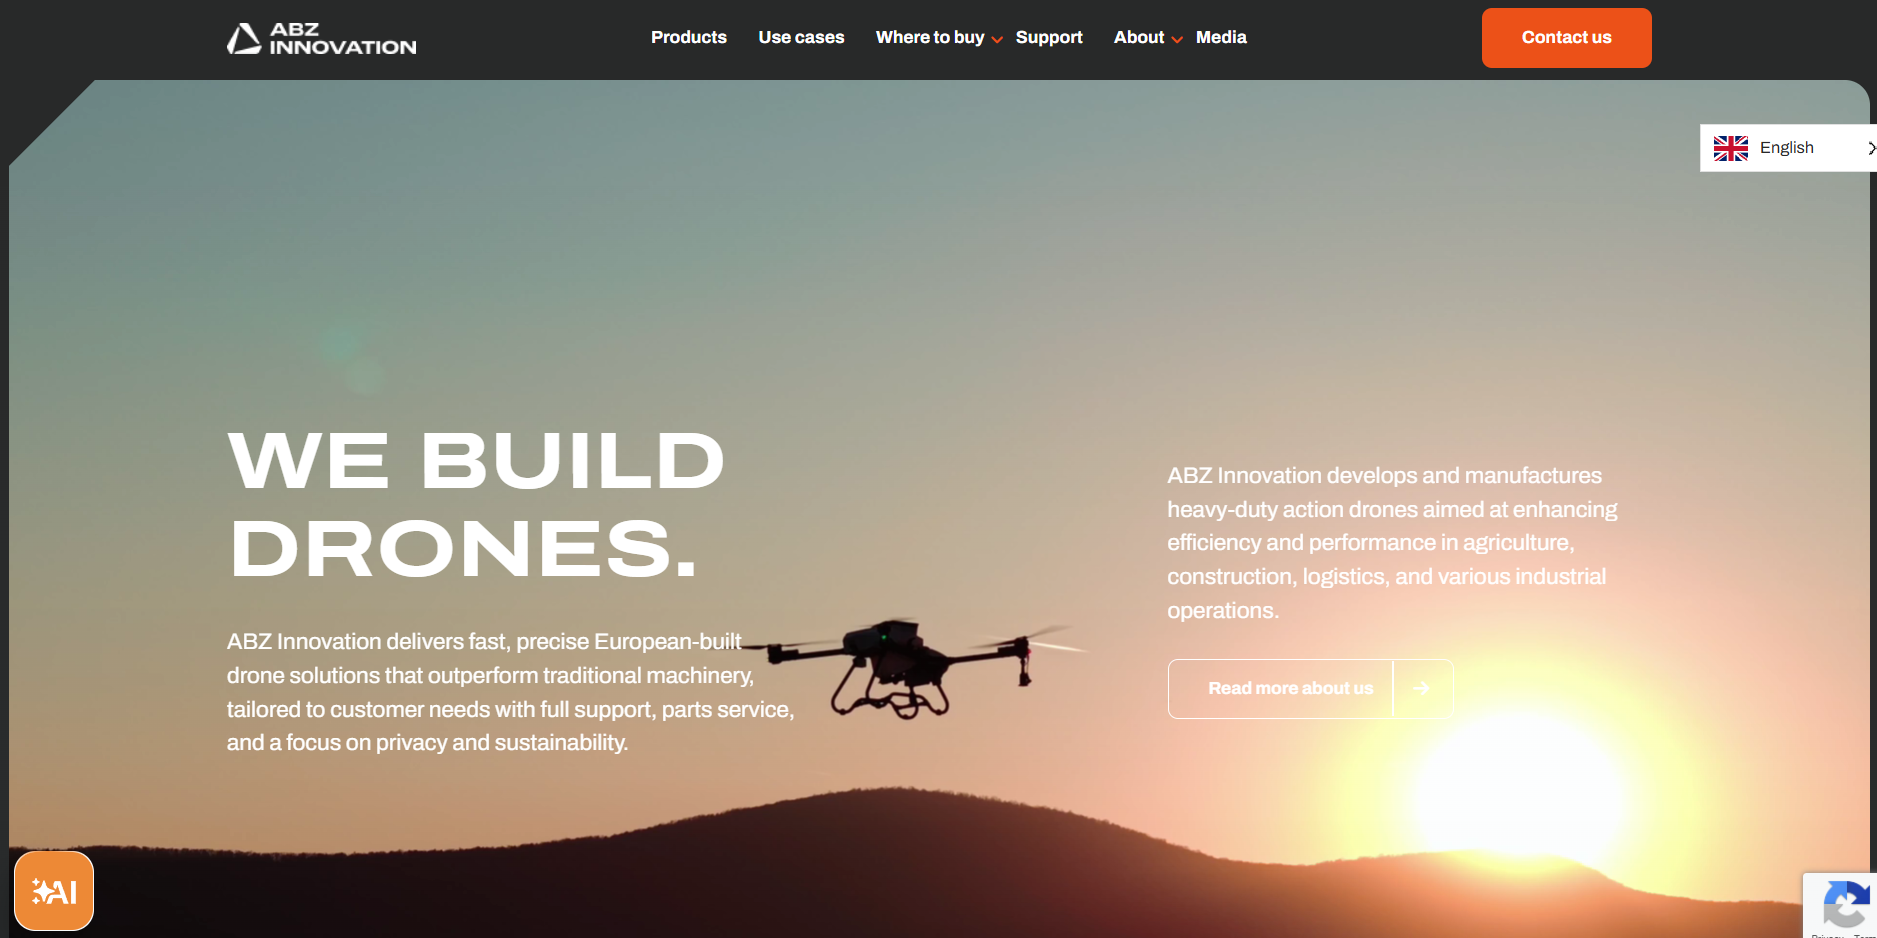 ABZ
INNOVATION
Products Use cases Where to buy Support About Media
Contact us
English
WE BUILD
DRONES.
ABZ Innovation delivers fast, precise European-built
drone solutions that outperform traditional machinery,
tailored to customer needs with full support, parts service,
and a focus on privacy and sustainability.
ABZ Innovation develops and manufactures
heavy-duty action drones aimed at enhancing
efficiency and performance in agriculture,
construction, logistics, and various industrial
operations.
Read more about us
AI